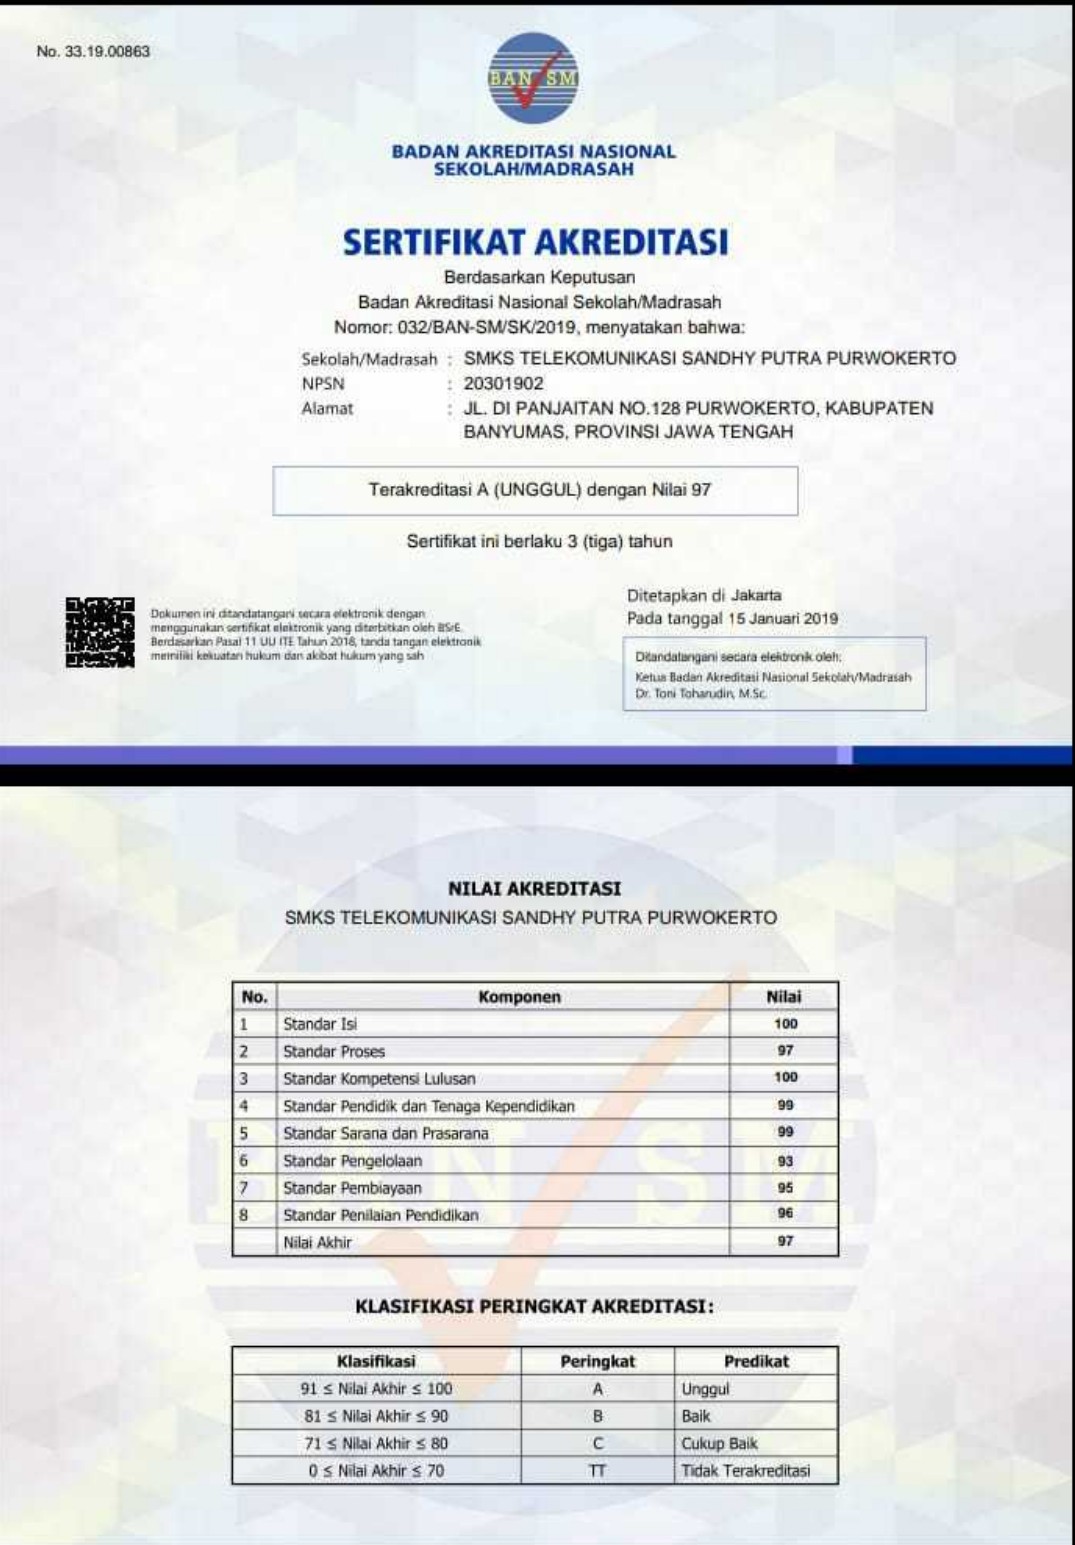 No. 33.19.00863
BAN SM
BADAN AKREDITASI NASIONAL
SEKOLAH/MADRASAH
SERTIFIKAT AKREDITASI
Berdasarkan Keputusan
Badan Akreditasi Nasional Sekolah/Madrasah
Nomor: 032/BAN-SM/SK/2019, menyatakan bahwa:
Sekolah/Madrasah : SMKS TELEKOMUNIKASI SANDHY PUTRA PURWOKERTO
NPSN : 20301902
Alamat : JL. DI PANJAITAN NO.128 PURWOKERTO, KABUPATEN
BANYUMAS, PROVINSI JAWA TENGAH
Terakreditasi A (UNGGUL) dengan Nilai 97
Sertifikat ini berlaku 3 (tiga) tahun
Ditetapkan di Jakarta
Pada tanggal 15 Januari 2019
Dokumen ini ditandatangani secara elektronik dengan
menggunakan sertifikat elektronik yang diterbitkan oleh BSrE.
Berdasarkan Pasal 11 UU ITE Tahun 2018, tanda tangan elektronik
memiliki kekuatan hukum dan akibat hukum yang sah
Ditandatangani secara elektronik oleh:
Ketua Badan Akreditasi Nasional Sekolah/Madrasah
Dr. Toni Toharudin, M.Sc.
NILAI AKREDITASI
SMKS TELEKOMUNIKASI SANDHY PUTRA PURWOKERTO
No. Komponen Nilai
1 Standar Isi 100
2 Standar Proses 97
3 Standar Kompetensi Lulusan 100
4 Standar Pendidik dan Tenaga Kependidikan 99
5 Standar Sarana dan Prasarana 99
6 Standar Pengelolaan 93
7 Standar Pembiayaan 95
8 Standar Penilaian Pendidikan 96
Nilai Akhir 97
BAN SM
KLASIFIKASI PERINGKAT AKREDITASI:
Klasifikasi Peringkat Predikat
91 ≤ Nilai Akhir ≤ 100 A Unggul
81 ≤ Nilai Akhir ≤ 90 B Baik
71 ≤ Nilai Akhir ≤ 80 C Cukup Baik
0 ≤ Nilai Akhir ≤ 70 TT Tidak Terakreditasi